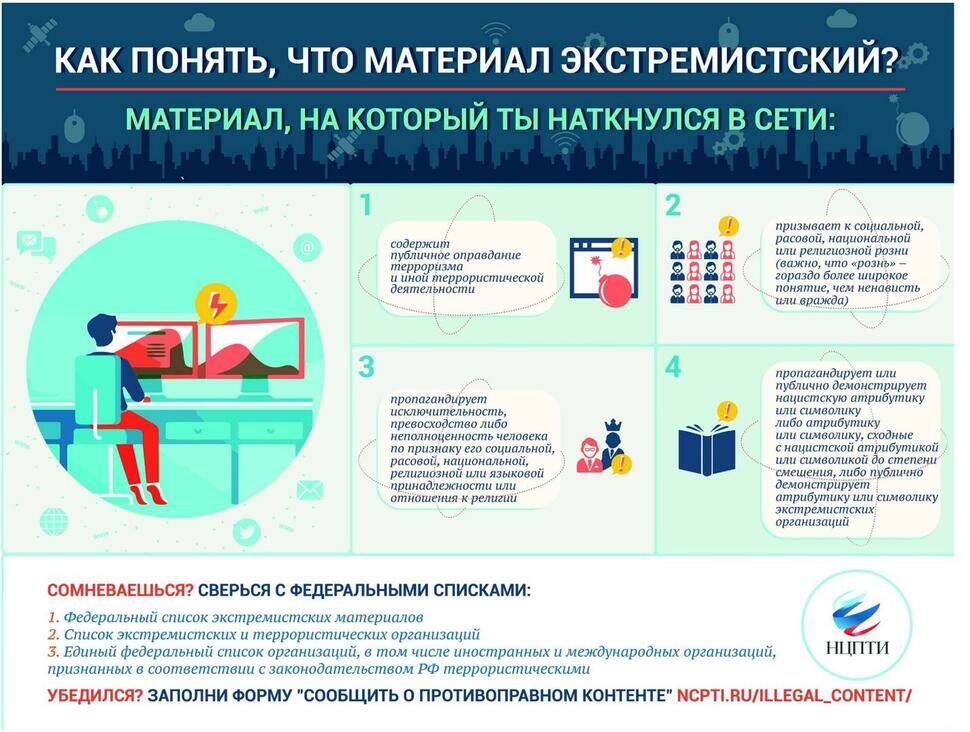 КАК ПОНЯТЬ, ЧТО МАТЕРИАЛ ЭКСТРЕМИСТСКИЙ?
МАТЕРИАЛ, НА КОТОРЫЙ ТЫ НАТКНУЛСЯ В СЕТИ:
1
содержит
публичное оправдание
терроризма
и иной террористической
деятельности
2
призывает к социальной,
расовой, национальной
или религиозной розни
(важно, что «рознь» –
гораздо более широкое
понятие, чем ненависть
или вражда)
3
пропагандирует
исключительность,
превосходство либо
неполноценность человека
по признаку его социальной,
расовой, национальной,
религиозной или языковой
принадлежности или
отношения к религии
4
пропагандирует или
публично демонстрирует
нацистскую атрибутику
или символику
либо атрибутику
или символику, сходные
с нацистской атрибутикой
или символикой до степени
смешения, либо публично
демонстрирует
атрибутику или символику
экстремистских
организаций
СОМНЕВАЕШЬСЯ? СВЕРЬСЯ С ФЕДЕРАЛЬНЫМИ СПИСКАМИ:
1. Федеральный список экстремистских материалов
2. Список экстремистских и террористических организаций
3. Единый федеральный список организаций, в том числе иностранных и международных организаций,
признанных в соответствии с законодательством РФ террористическими
УБЕДИЛСЯ? ЗАПОЛНИ ФОРМУ "СООБЩИТЬ О ПРОТИВОПРАВНОМ КОНТЕНТЕ" NCPTI.RU/ILLEGAL_CONTENT/
НЦПТИ